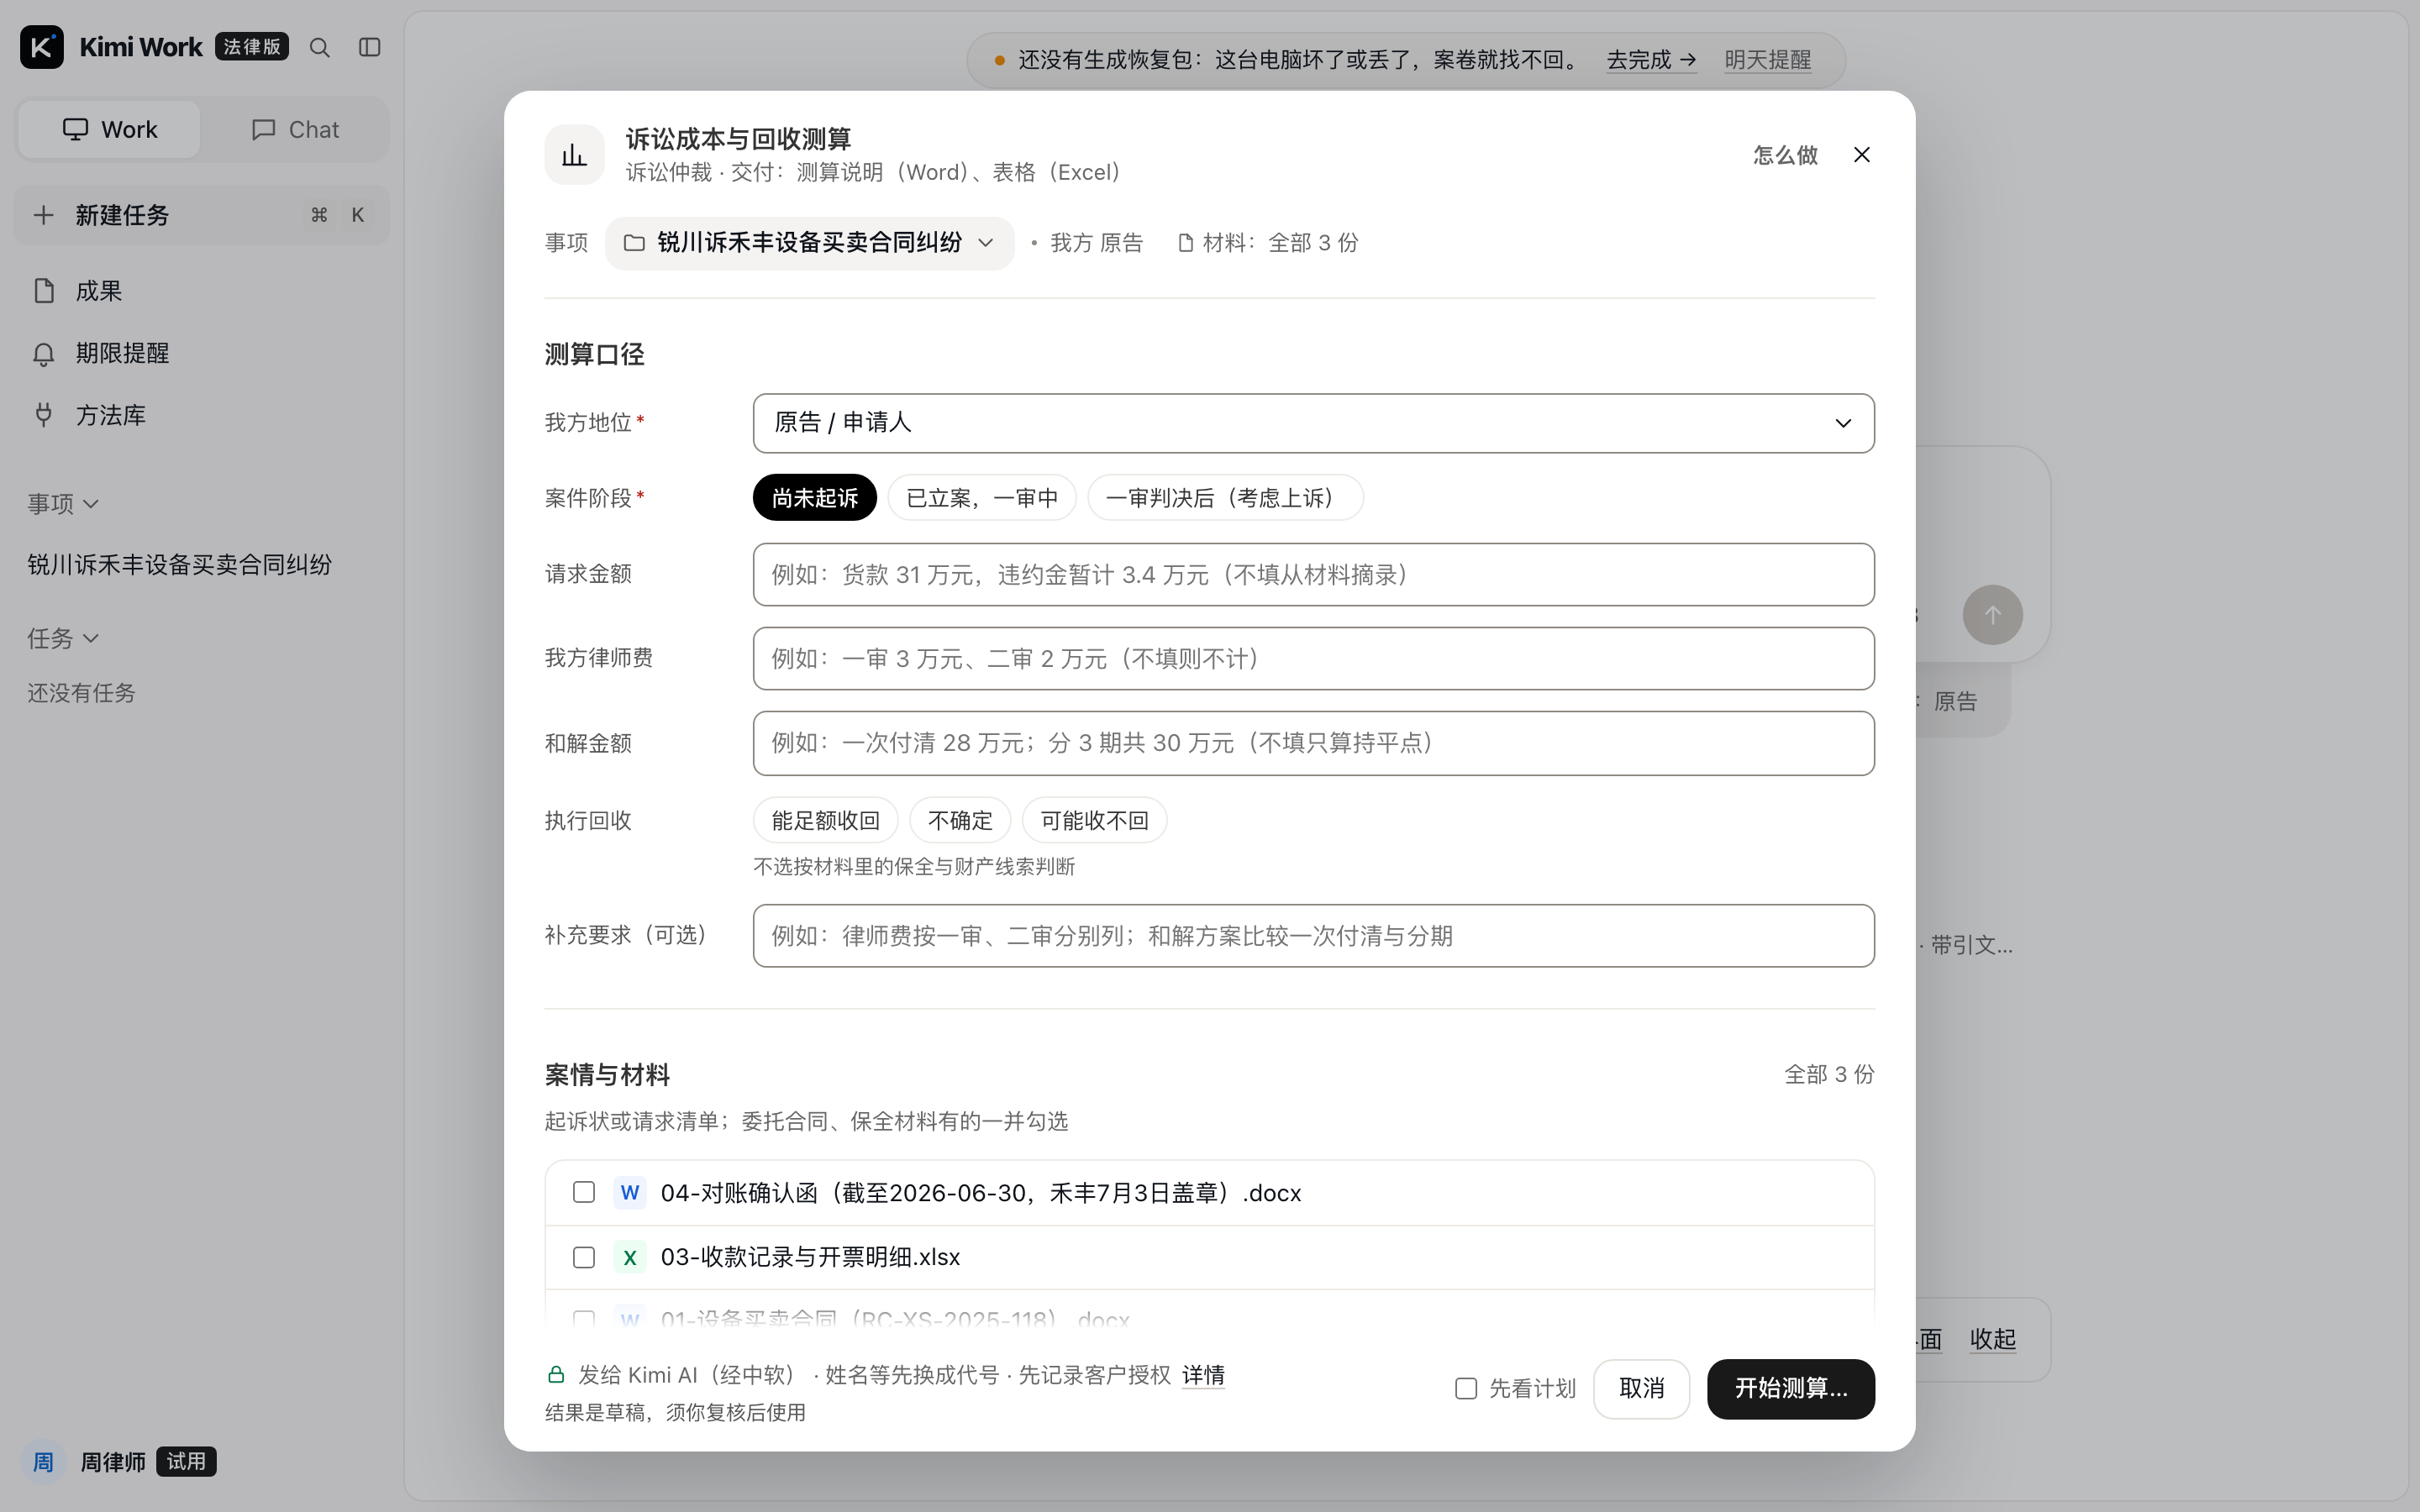 Kimi Work 法律版
Work
Chat
新建任务 ⌘ K
成果
期限提醒
方法库
事项
锐川诉禾丰设备买卖合同纠纷
任务
还没有任务
周 周律师 试用
还没有生成恢复包：这台电脑坏了或丢了，案卷就找不回。 去完成 → 明天提醒
诉讼成本与回收测算
诉讼仲裁 · 交付：测算说明（Word）、表格（Excel）
怎么做
事项 锐川诉禾丰设备买卖合同纠纷 • 我方 原告 材料：全部 3 份
测算口径
我方地位* 原告 / 申请人
案件阶段* 尚未起诉 已立案，一审中 一审判决后（考虑上诉）
请求金额 例如：货款 31 万元，违约金暂计 3.4 万元（不填从材料摘录）
我方律师费 例如：一审 3 万元、二审 2 万元（不填则不计）
和解金额 例如：一次付清 28 万元；分 3 期共 30 万元（不填只算持平点）
执行回收 能足额收回 不确定 可能收不回
不选按材料里的保全与财产线索判断
补充要求（可选） 例如：律师费按一审、二审分别列；和解方案比较一次付清与分期
案情与材料 全部 3 份
起诉状或请求清单；委托合同、保全材料有的一并勾选
W 04-对账确认函（截至2026-06-30，禾丰7月3日盖章）.docx
X 03-收款记录与开票明细.xlsx
W 01-设备买卖合同（RC-XS-2025-118）.docx
发给 Kimi AI（经中软） · 姓名等先换成代号 · 先记录客户授权 详情
结果是草稿，须你复核后使用
先看计划 取消 开始测算...
：原告
· 带引文...
面 收起